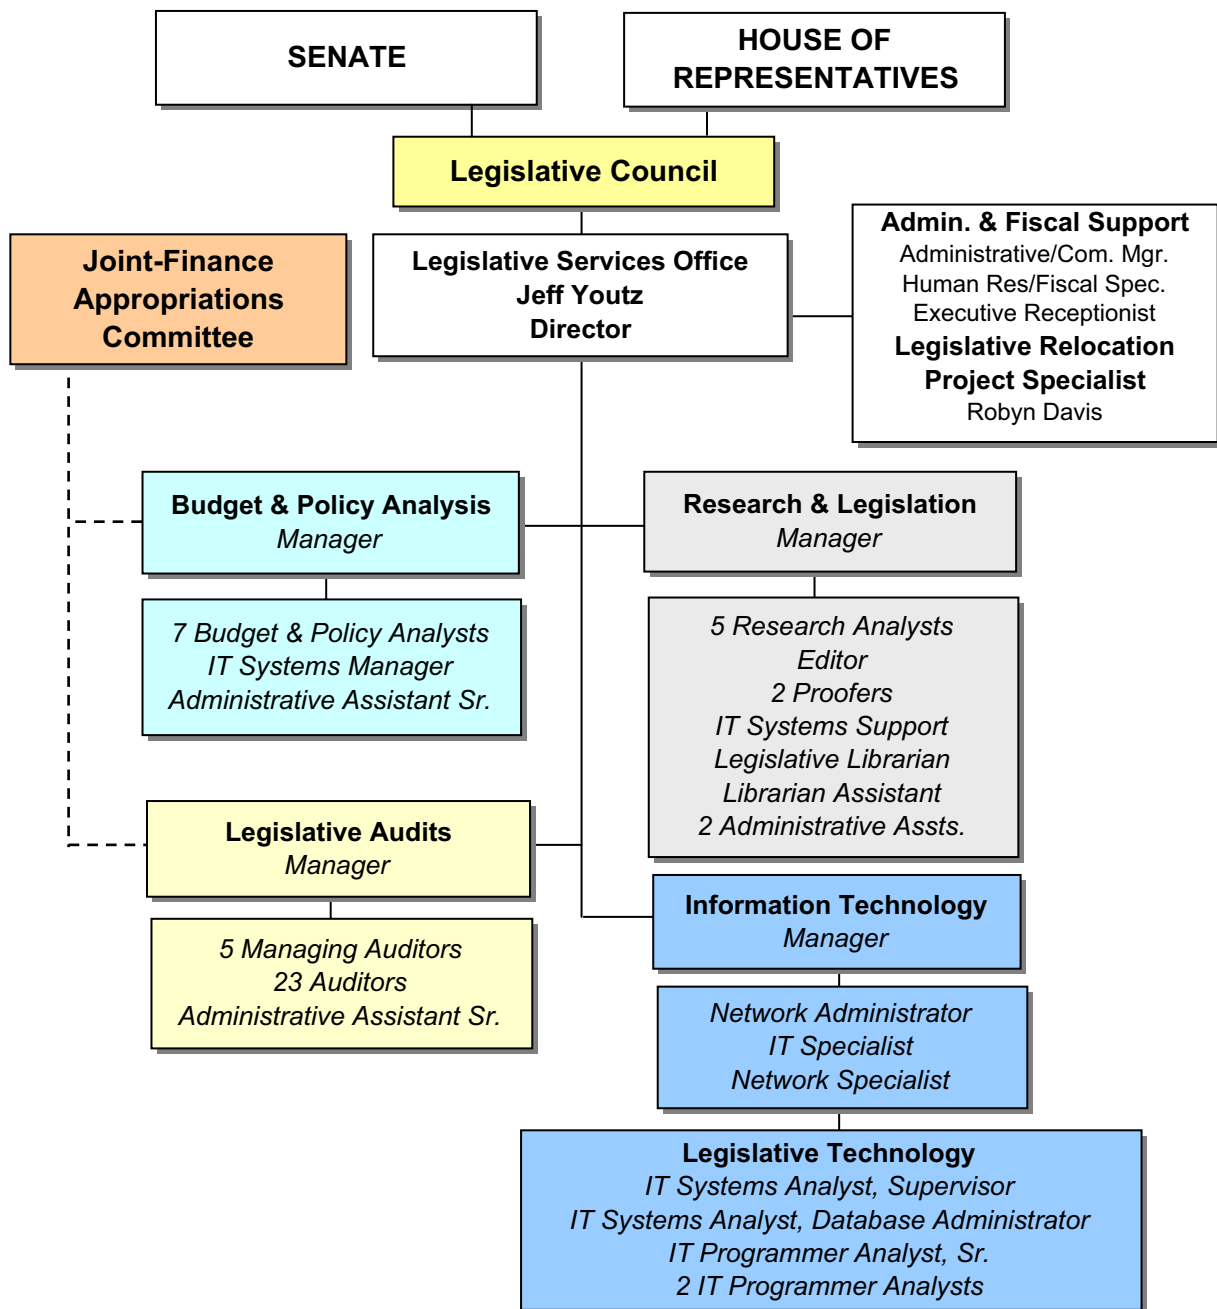 SENATE
HOUSE OF
REPRESENTATIVES
Legislative Council
Joint-Finance
Appropriations
Committee
Legislative Services Office
Jeff Youtz
Director
Admin. & Fiscal Support
Administrative/Com. Mgr.
Human Res/Fiscal Spec.
Executive Receptionist
Legislative Relocation
Project Specialist
Robyn Davis
Budget & Policy Analysis
Manager
7 Budget & Policy Analysts
IT Systems Manager
Administrative Assistant Sr.
Research & Legislation
Manager
5 Research Analysts
Editor
2 Proofers
IT Systems Support
Legislative Librarian
Librarian Assistant
2 Administrative Assts.
Legislative Audits
Manager
5 Managing Auditors
23 Auditors
Administrative Assistant Sr.
Information Technology
Manager
Network Administrator
IT Specialist
Network Specialist
Legislative Technology
IT Systems Analyst, Supervisor
IT Systems Analyst, Database Administrator
IT Programmer Analyst, Sr.
2 IT Programmer Analysts